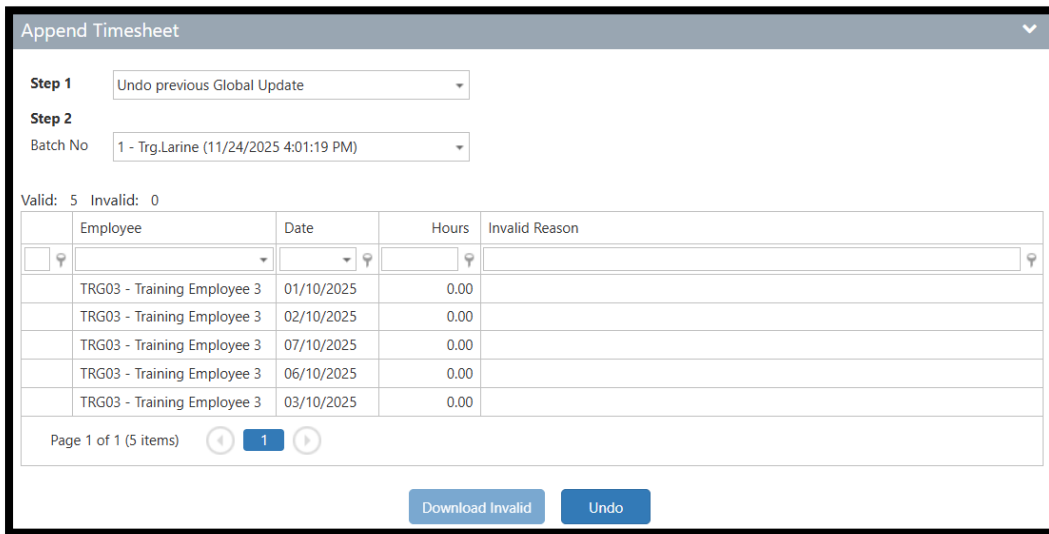 Append Timesheet
Step 1 Undo previous Global Update
Step 2
Batch No 1 - Trg.Larine (11/24/2025 4:01:19 PM)
Valid: 5 Invalid: 0
Employee Date Hours Invalid Reason
TRG03 - Training Employee 3 01/10/2025 0.00
TRG03 - Training Employee 3 02/10/2025 0.00
TRG03 - Training Employee 3 07/10/2025 0.00
TRG03 - Training Employee 3 06/10/2025 0.00
TRG03 - Training Employee 3 03/10/2025 0.00
Page 1 of 1 (5 items) 1
Download Invalid Undo